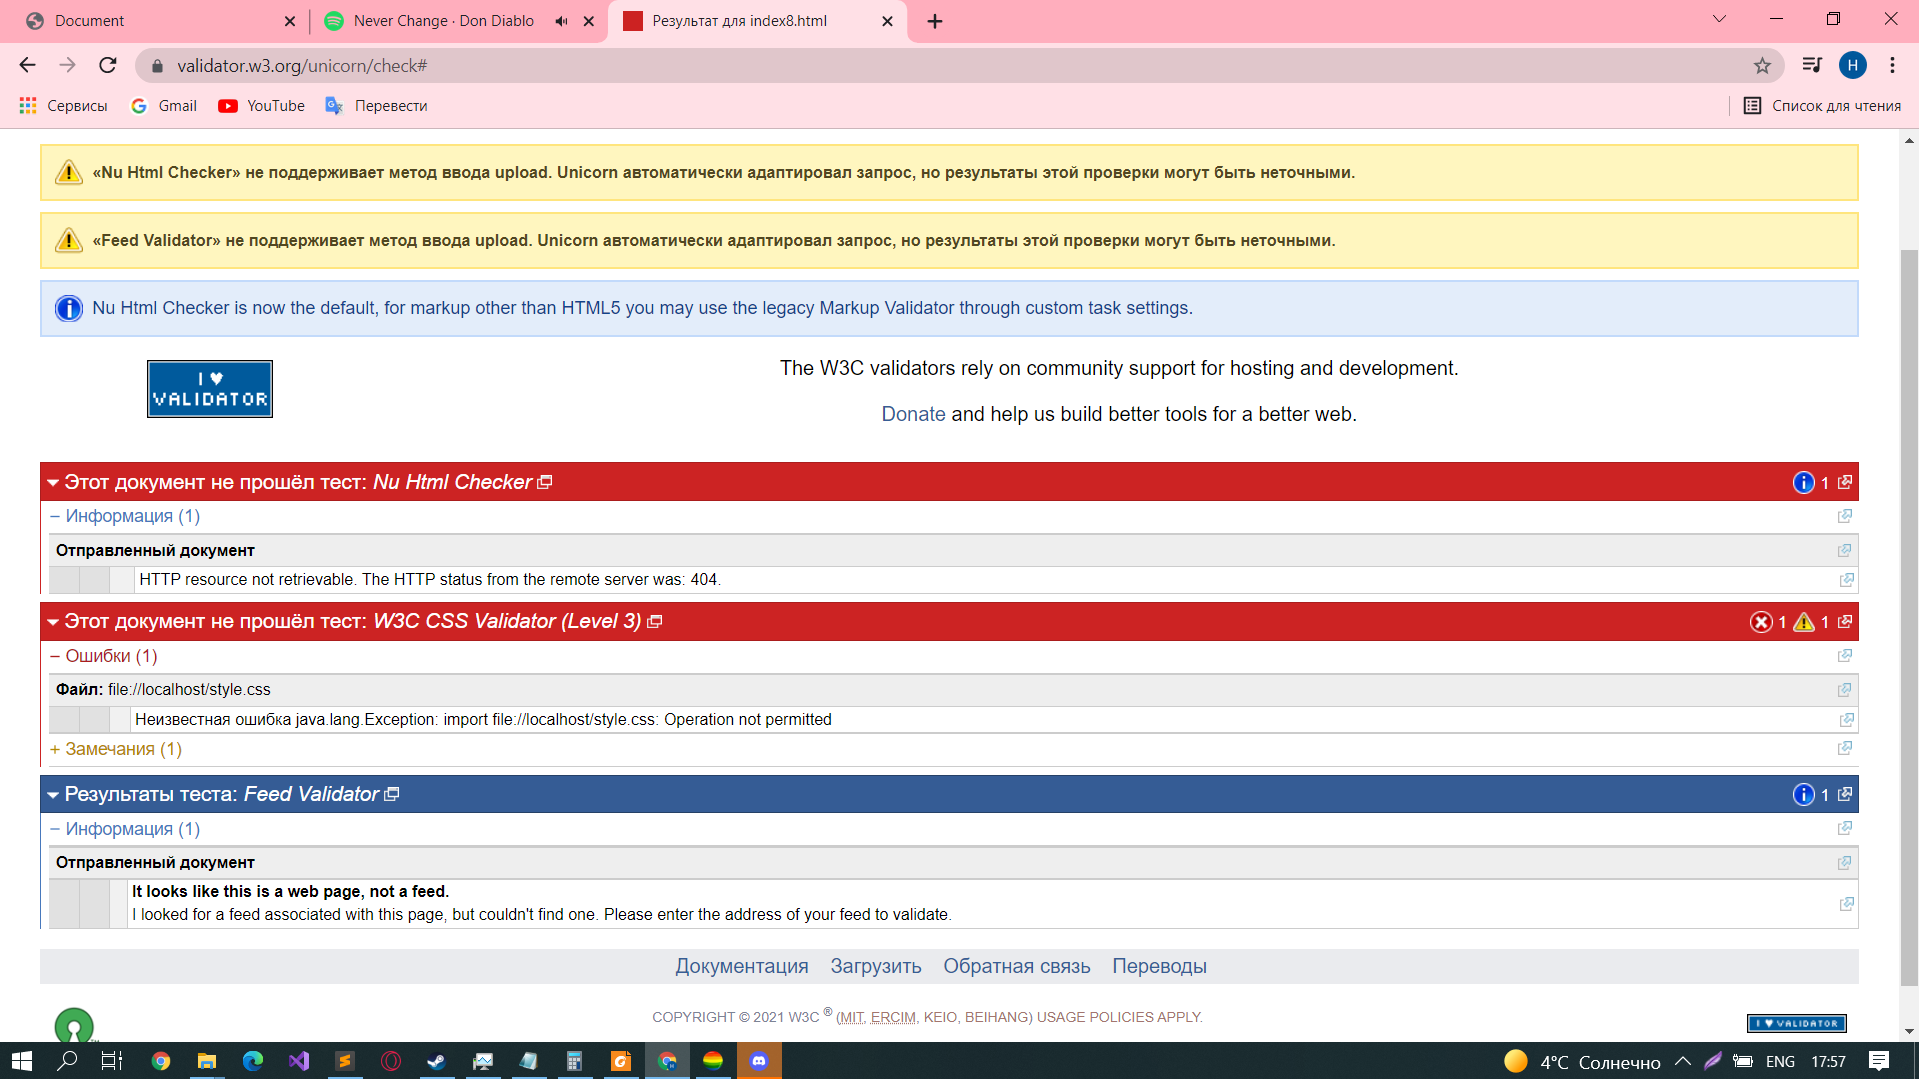 Document
Never Change · Don Diablo
Результат для index8.html
validator.w3.org/unicorn/check#
H
Сервисы
Gmail
YouTube
Перевести
Список для чтения
«Nu Html Checker» не поддерживает метод ввода upload. Unicorn автоматически адаптировал запрос, но результаты этой проверки могут быть неточными.
«Feed Validator» не поддерживает метод ввода upload. Unicorn автоматически адаптировал запрос, но результаты этой проверки могут быть неточными.
Nu Html Checker is now the default, for markup other than HTML5 you may use the legacy Markup Validator through custom task settings.
I ♥
VALIDATOR
The W3C validators rely on community support for hosting and development.
Donate and help us build better tools for a better web.
Этот документ не прошёл тест: Nu Html Checker 1
− Информация (1)
Отправленный документ
HTTP resource not retrievable. The HTTP status from the remote server was: 404.
Этот документ не прошёл тест: W3C CSS Validator (Level 3) 1 1
− Ошибки (1)
Файл: file://localhost/style.css
Неизвестная ошибка java.lang.Exception: import file://localhost/style.css: Operation not permitted
+ Замечания (1)
Результаты теста: Feed Validator 1
− Информация (1)
Отправленный документ
It looks like this is a web page, not a feed.
I looked for a feed associated with this page, but couldn't find one. Please enter the address of your feed to validate.
Документация Загрузить Обратная связь Переводы
COPYRIGHT © 2021 W3C ® (MIT, ERCIM, KEIO, BEIHANG) USAGE POLICIES APPLY.
I ♥ VALIDATOR
4°C Солнечно
ENG
17:57